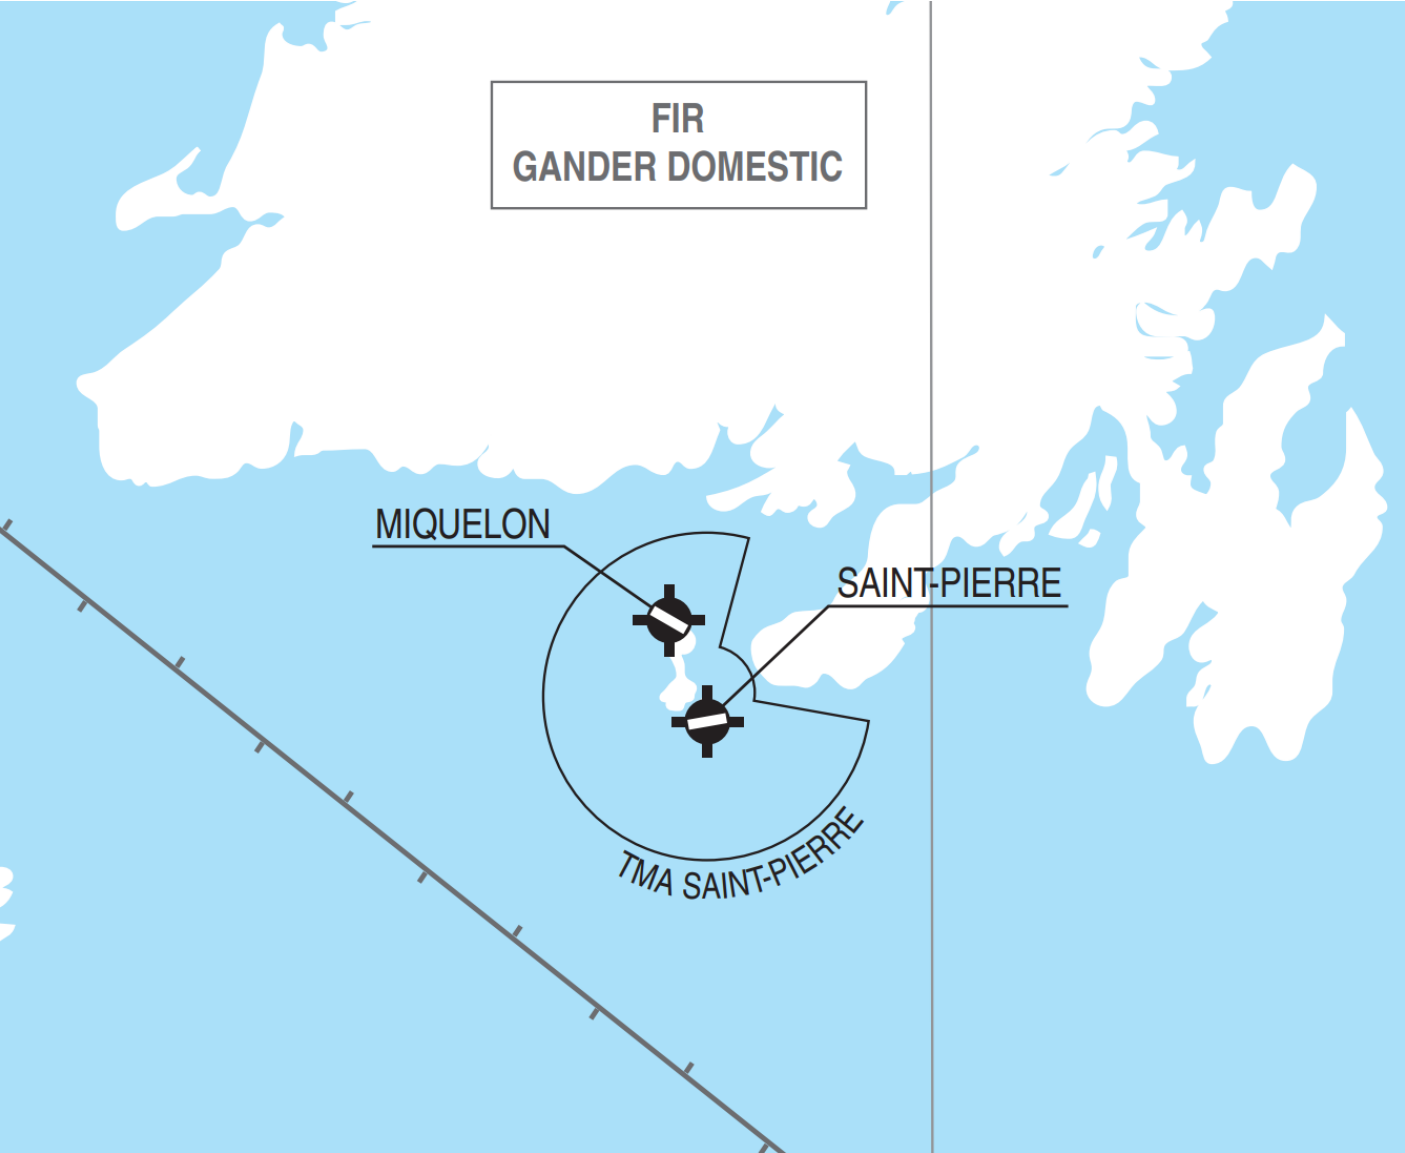 FIR
GANDER DOMESTIC
MIQUELON
SAINT-PIERRE
TMA SAINT-PIERRE